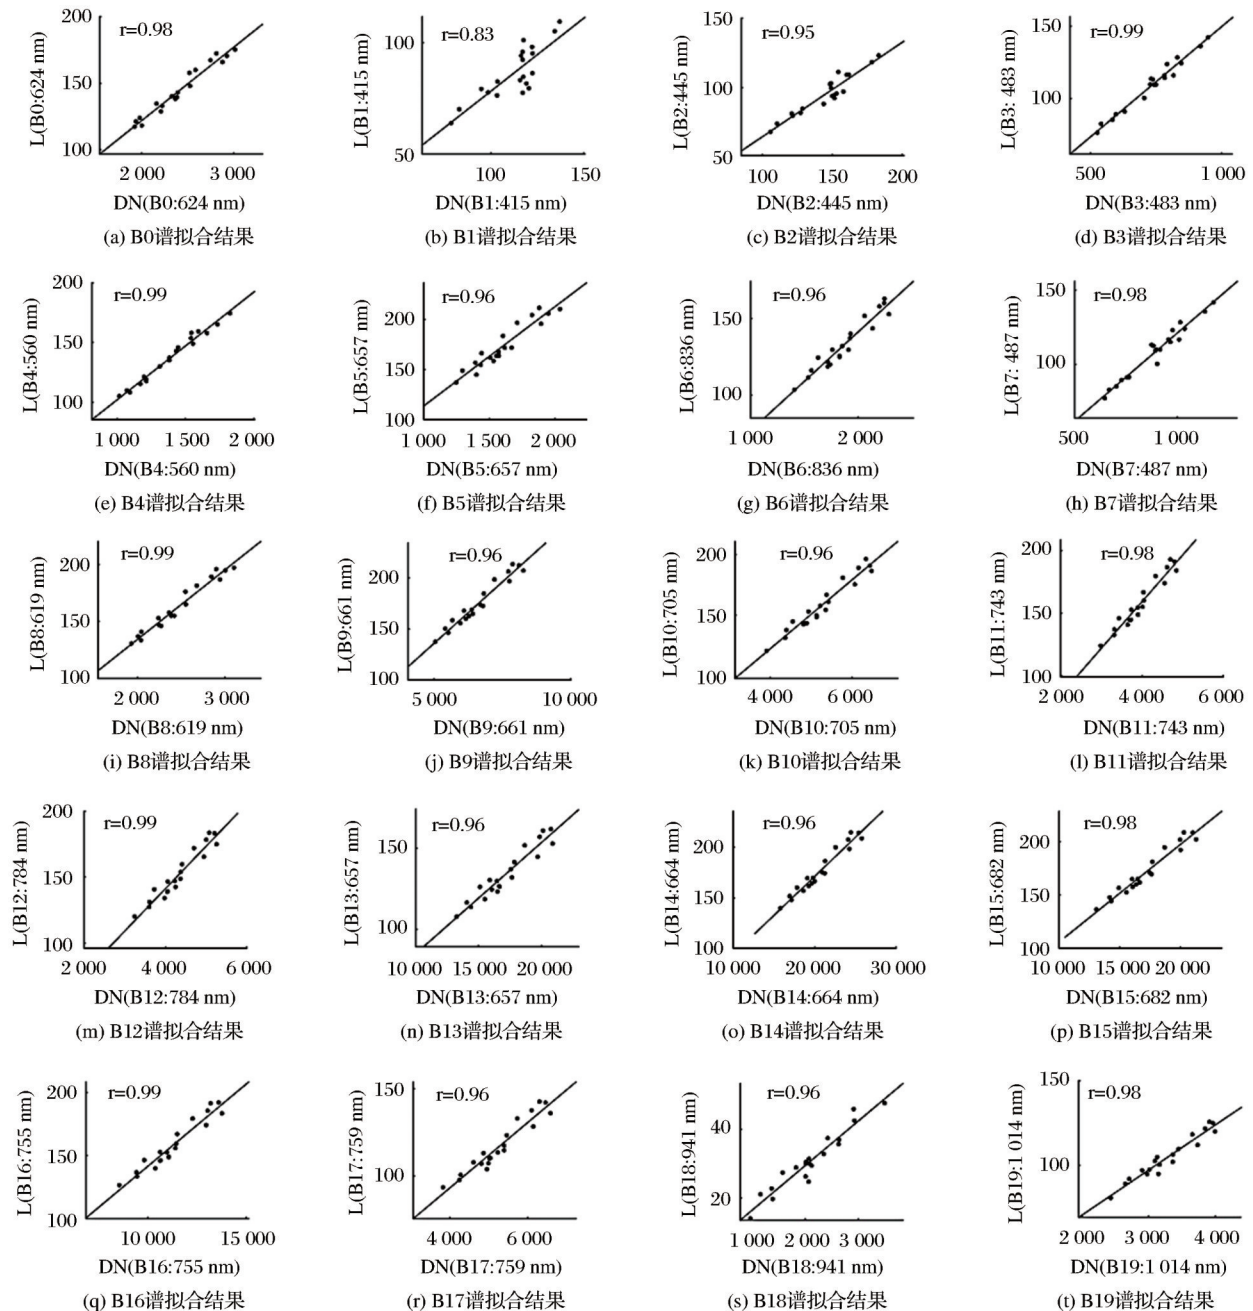 200
150
100
r=0.98
L(B0:624 nm)
2 000
3 000
DN(B0:624 nm)
(a) B0谱拟合结果
100
50
r=0.83
L(B1:415 nm)
100
150
DN(B1:415 nm)
(b) B1谱拟合结果
150
100
50
r=0.95
L(B2:445 nm)
100
150
200
DN(B2:445 nm)
(c) B2谱拟合结果
150
100
r=0.99
L(B3: 483 nm)
500
1 000
DN(B3:483 nm)
(d) B3谱拟合结果
200
150
100
r=0.99
L(B4:560 nm)
1 000
1 500
2 000
DN(B4:560 nm)
(e) B4谱拟合结果
200
150
100
r=0.96
L(B5:657 nm)
1 000
1 500
2 000
DN(B5:657 nm)
(f) B5谱拟合结果
150
100
r=0.96
L(B6:836 nm)
1 000
2 000
DN(B6:836 nm)
(g) B6谱拟合结果
150
100
r=0.98
L(B7: 487 nm)
500
1 000
DN(B7:487 nm)
(h) B7谱拟合结果
200
150
100
r=0.99
L(B8:619 nm)
2 000
3 000
DN(B8:619 nm)
(i) B8谱拟合结果
200
150
100
r=0.96
L(B9:661 nm)
5 000
10 000
DN(B9:661 nm)
(j) B9谱拟合结果
200
150
100
r=0.96
L(B10:705 nm)
4 000
6 000
DN(B10:705 nm)
(k) B10谱拟合结果
200
150
100
r=0.98
L(B11:743 nm)
2 000
4 000
6 000
DN(B11:743 nm)
(l) B11谱拟合结果
200
150
100
r=0.99
L(B12:784 nm)
2 000
4 000
6 000
DN(B12:784 nm)
(m) B12谱拟合结果
150
100
r=0.96
L(B13:657 nm)
10 000
15 000
20 000
DN(B13:657 nm)
(n) B13谱拟合结果
200
150
100
r=0.96
L(B14:664 nm)
10 000
20 000
30 000
DN(B14:664 nm)
(o) B14谱拟合结果
200
150
100
r=0.98
L(B15:682 nm)
10 000
15 000
20 000
DN(B15:682 nm)
(p) B15谱拟合结果
200
150
100
r=0.99
L(B16:755 nm)
10 000
15 000
DN(B16:755 nm)
(q) B16谱拟合结果
150
100
r=0.96
L(B17:759 nm)
4 000
6 000
DN(B17:759 nm)
(r) B17谱拟合结果
40
20
r=0.96
L(B18:941 nm)
1 000
2 000
3 000
DN(B18:941 nm)
(s) B18谱拟合结果
150
100
r=0.98
L(B19:1 014 nm)
2 000
3 000
4 000
DN(B19:1 014 nm)
(t) B19谱拟合结果